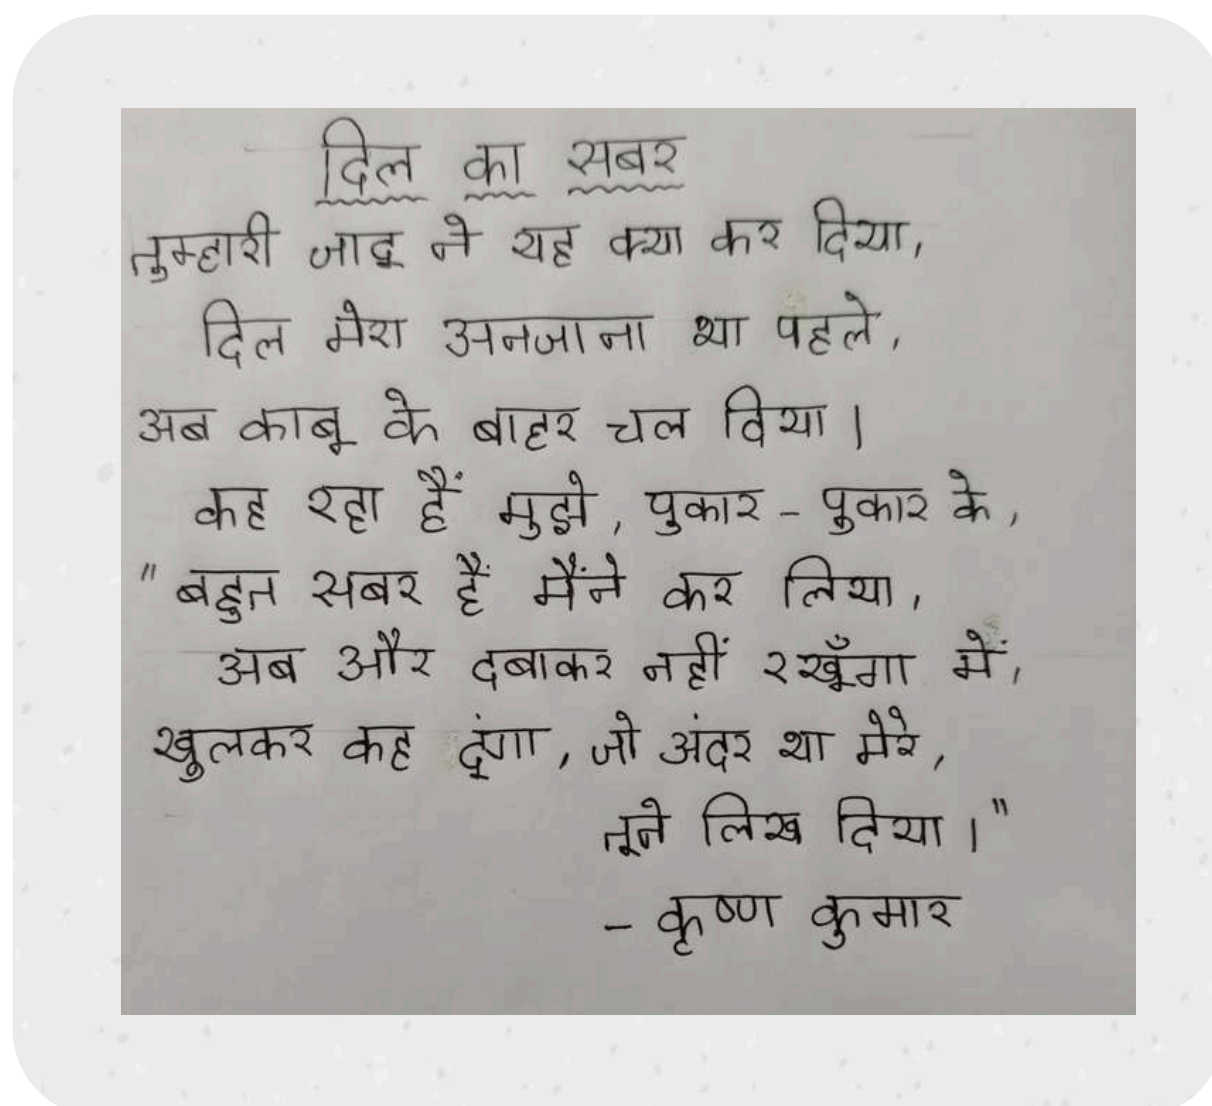 दिल का सबर
तुम्हारी जादू ने यह क्या कर दिया,
दिल मेरा अनजाना था पहले,
अब काबू के बाहर चल दिया।
कह रहा हैं मुझे, पुकार - पुकार के,
"बहुत सबर हैं मैंने कर लिया,
अब और दबाकर नहीं रखूँगा में,
खुलकर कह दूंगा, जो अंदर था मेरे,
तूने लिख दिया।"
- कृष्ण कुमार